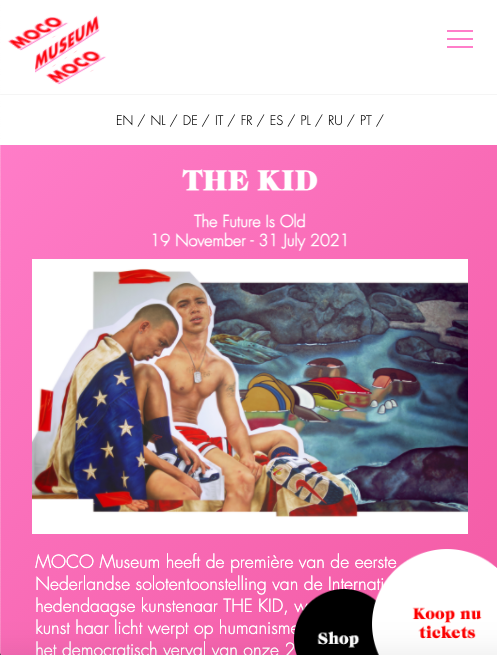 MOCO
MUSEUM
MOCO
EN / NL / DE / IT / FR / ES / PL / RU / PT /
THE KID
The Future Is Old
19 November - 31 July 2021
MOCO Museum heeft de première van de eerste
Nederlandse solotentoonstelling van de
hedendaagse kunstenaar THE KID,
kunst haar licht werpt op humanisme
het democratisch verval van onze
Shop
Koop nu
tickets